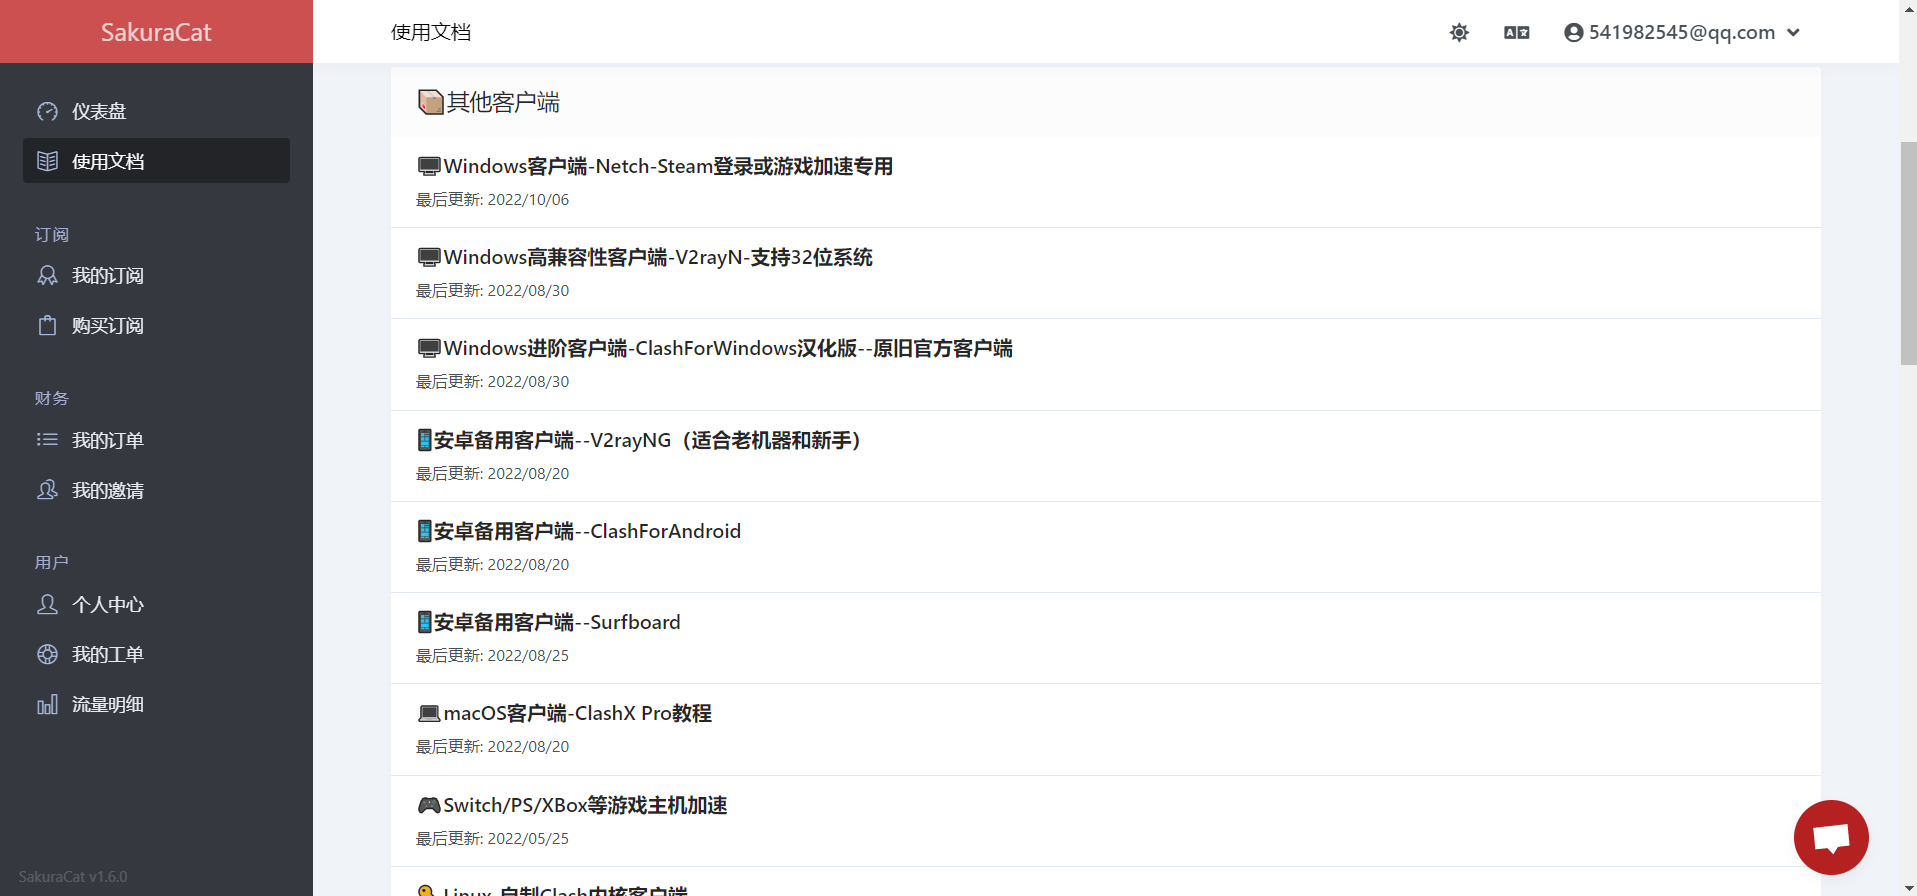 SakuraCat
使用文档
541982545@qq.com
仪表盘
使用文档
订阅
我的订阅
购买订阅
财务
我的订单
我的邀请
用户
个人中心
我的工单
流量明细
SakuraCat v1.6.0
📦其他客户端
🖥️Windows客户端-Netch-Steam登录或游戏加速专用
最后更新: 2022/10/06
🖥️Windows高兼容性客户端-V2rayN-支持32位系统
最后更新: 2022/08/30
🖥️Windows进阶客户端-ClashForWindows汉化版--原旧官方客户端
最后更新: 2022/08/30
📱安卓备用客户端--V2rayNG（适合老机器和新手）
最后更新: 2022/08/20
📱安卓备用客户端--ClashForAndroid
最后更新: 2022/08/20
📱安卓备用客户端--Surfboard
最后更新: 2022/08/25
💻macOS客户端-ClashX Pro教程
最后更新: 2022/08/20
🎮Switch/PS/XBox等游戏主机加速
最后更新: 2022/05/25
Linux-自制Clash内核客户端